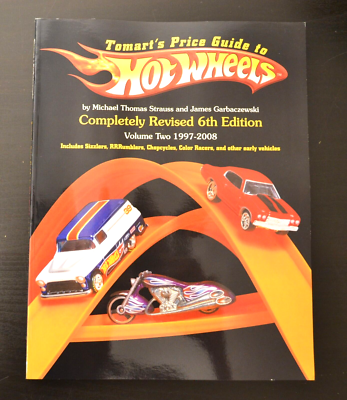 Tomart's Price Guide to
HOT WHEELS™
by Michael Thomas Strauss and James Garbaczewski
Completely Revised 6th Edition
Volume Two 1997-2008
Includes Sizzlers, RRRumblers, Chopcycles, Color Racers, and other early vehicles